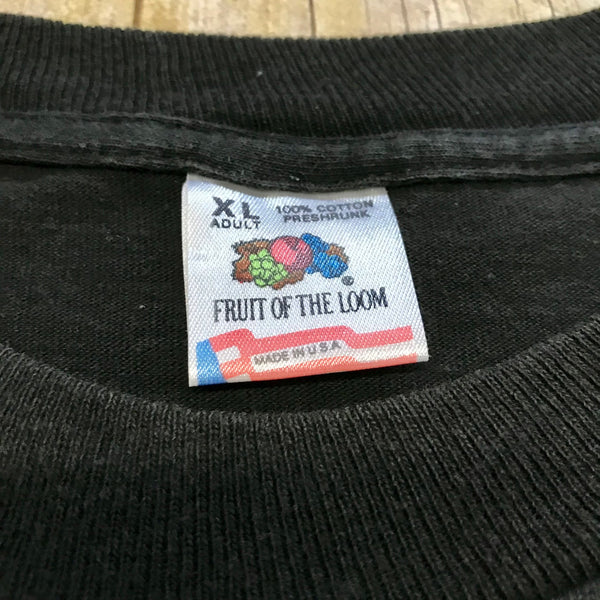 XL
ADULT
100% COTTON
PRESHRUNK
®
FRUIT OF THE LOOM
MADE IN U.S.A